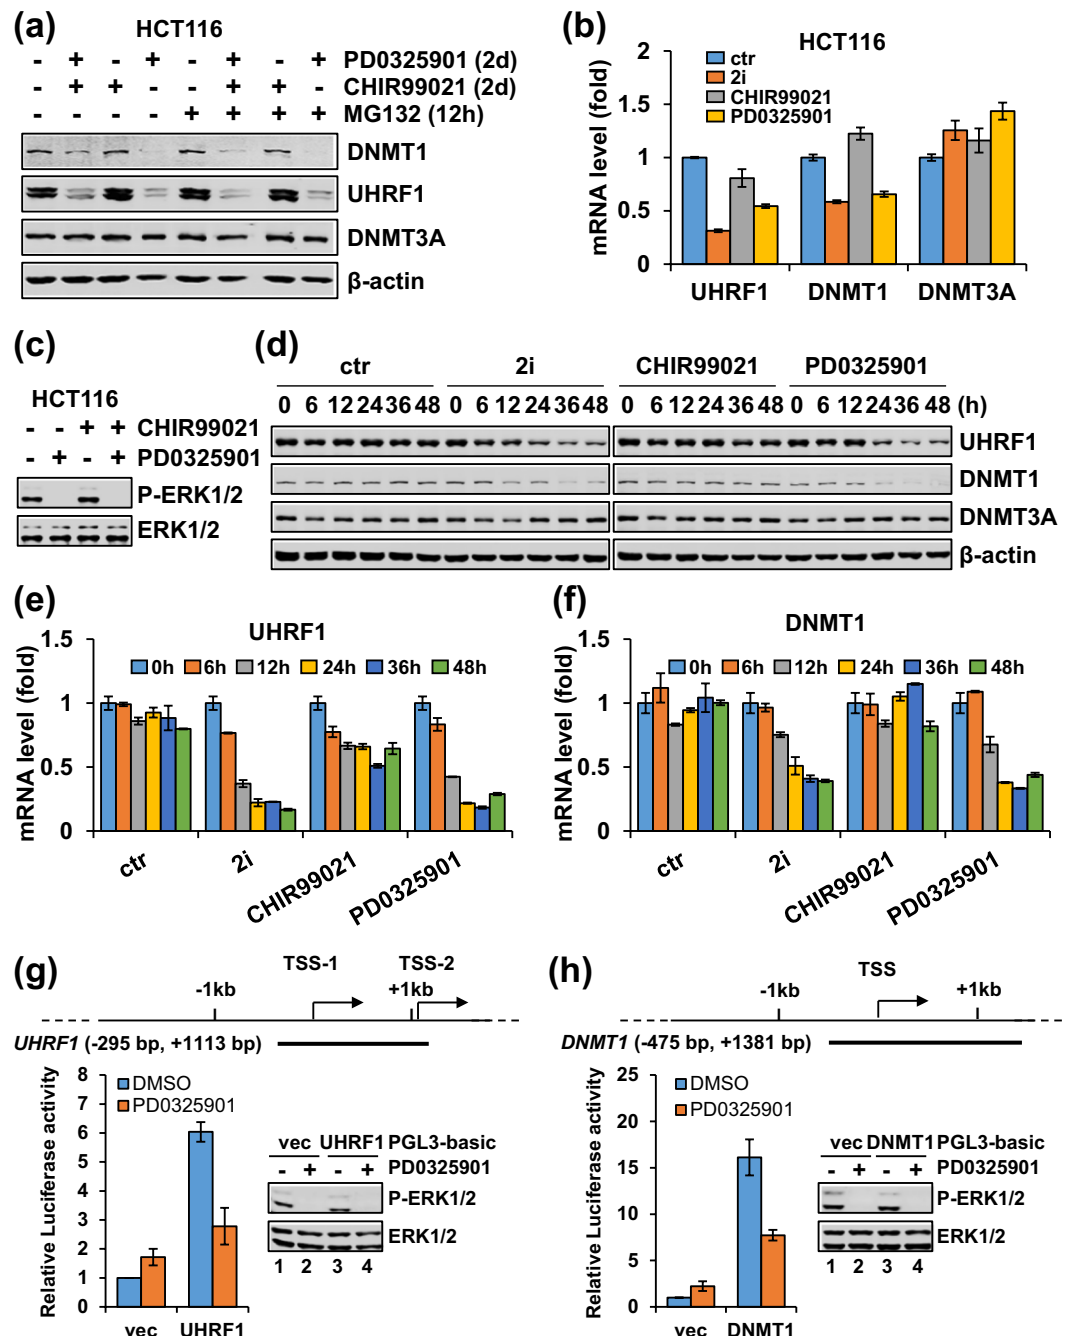 (a)
HCT116
- + - + - + - + PD0325901 (2d)
- + + - - + + - CHIR99021 (2d)
- - - - + + + + MG132 (12h)
DNMT1
UHRF1
DNMT3A
β-actin
(b)
HCT116
ctr
2i
CHIR99021
PD0325901
mRNA level (fold)
2
1.5
1
0.5
0
UHRF1 DNMT1 DNMT3A
(c)
HCT116
- - + + CHIR99021
- + - + PD0325901
P-ERK1/2
ERK1/2
(d)
ctr 2i CHIR99021 PD0325901
0 6 12 24 36 48 0 6 12 24 36 48 0 6 12 24 36 48 0 6 12 24 36 48 (h)
UHRF1
DNMT1
DNMT3A
β-actin
(e)
UHRF1
0h 6h 12h 24h 36h 48h
mRNA level (fold)
1.5
1
0.5
0
ctr 2i CHIR99021 PD0325901
(f)
DNMT1
0h 6h 12h 24h 36h 48h
mRNA level (fold)
1.5
1
0.5
0
ctr 2i CHIR99021 PD0325901
(g)
TSS-1 TSS-2
-1kb +1kb
UHRF1 (-295 bp, +1113 bp)
Relative Luciferase activity
8
7
6
5
4
3
2
1
0
DMSO
PD0325901
vec UHRF1
vec UHRF1 PGL3-basic
- + - + PD0325901
P-ERK1/2
ERK1/2
1 2 3 4
(h)
TSS
-1kb +1kb
DNMT1 (-475 bp, +1381 bp)
Relative Luciferase activity
25
20
15
10
5
0
DMSO
PD0325901
vec DNMT1
vec DNMT1 PGL3-basic
- + - + PD0325901
P-ERK1/2
ERK1/2
1 2 3 4